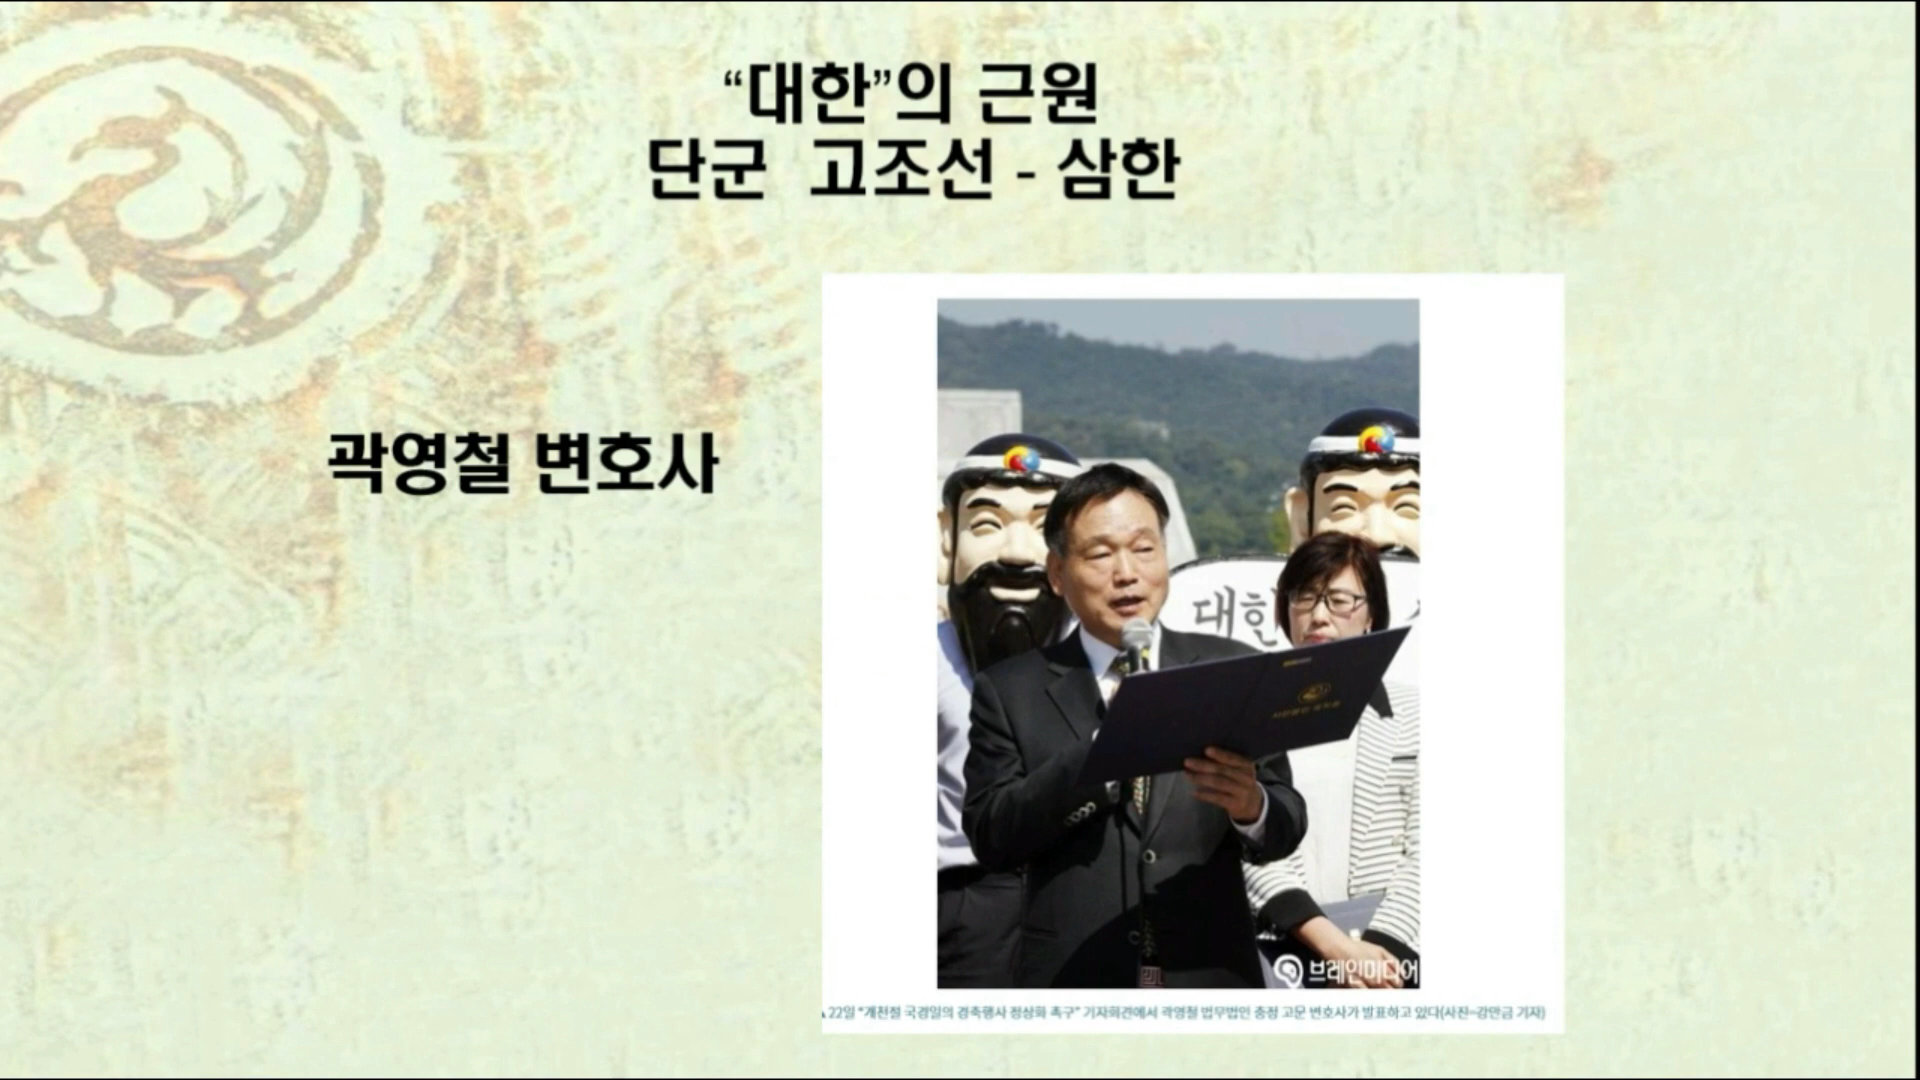 “대한”의 근원
단군 고조선 - 삼한
곽영철 변호사
대한
브레인미디어
22일 "개천절 국경일의 경축행사 정상화 촉구" 기자회견에서 곽영철 법무법인 충정 고문 변호사가 발표하고 있다(사진=강만금 기자)